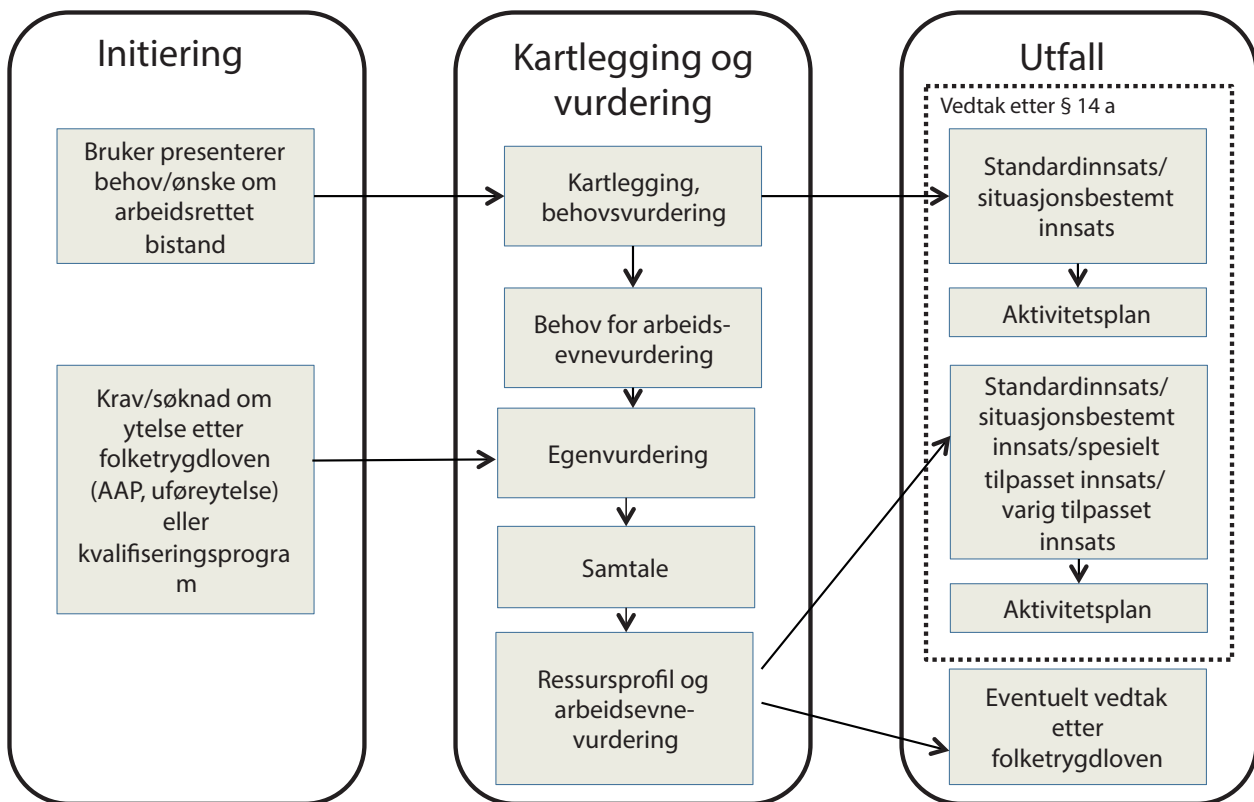 Initiering
Bruker presenterer
behov/ønske om
arbeidsrettet
bistand
Krav/søknad om
ytelse etter
folketrygdloven
(AAP, uføreytelse)
eller
kvalifiseringsprogra
m
Kartlegging og
vurdering
Kartlegging,
behovsvurdering
Behov for arbeids-
evnevurdering
Egenvurdering
Samtale
Ressursprofil og
arbeidsevne-
vurdering
Utfall
Vedtak etter § 14 a
Standardinnsats/
situasjonsbestemt
innsats
Aktivitetsplan
Standardinnsats/
situasjonsbestemt
innsats/spesielt
tilpasset innsats/
varig tilpasset
innsats
Aktivitetsplan
Eventuelt vedtak
etter
folketrygdloven